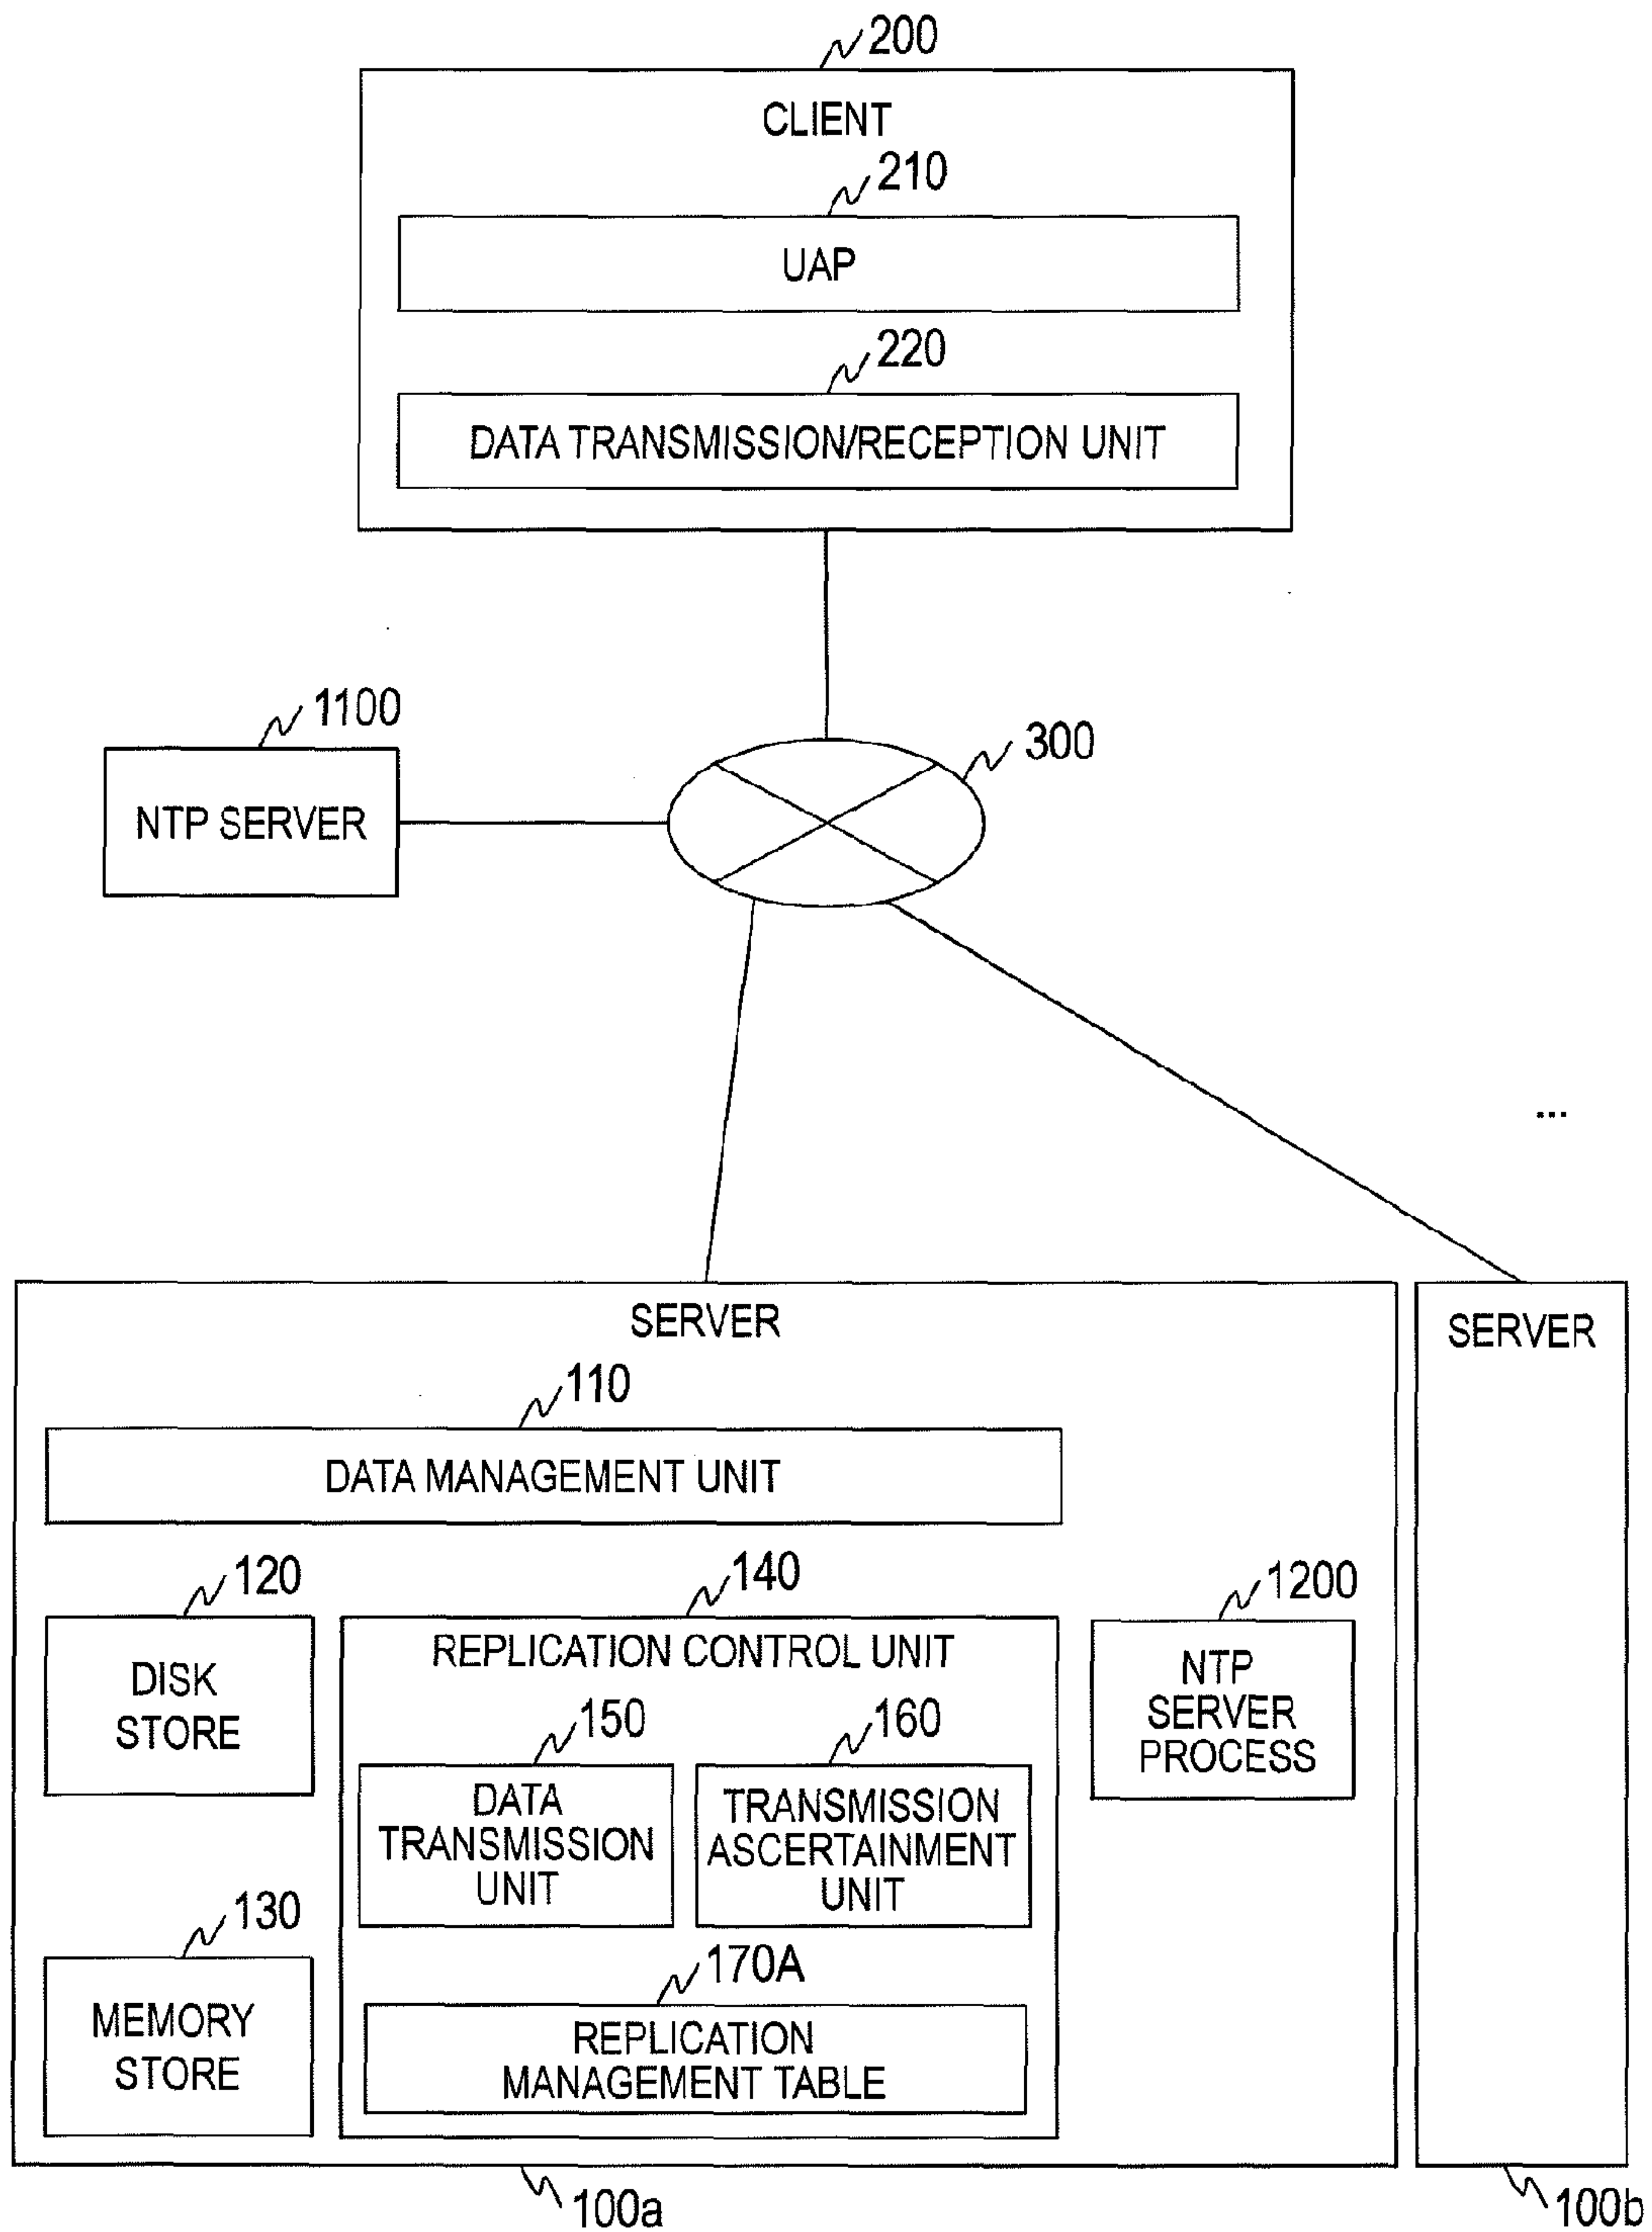 200
CLIENT
210
UAP
220
DATA TRANSMISSION/RECEPTION UNIT
1100
NTP SERVER
300
...
SERVER
SERVER
110
DATA MANAGEMENT UNIT
120
DISK
STORE
140
REPLICATION CONTROL UNIT
1200
NTP
SERVER
PROCESS
150
DATA
TRANSMISSION
UNIT
160
TRANSMISSION
ASCERTAINMENT
UNIT
130
MEMORY
STORE
170A
REPLICATION
MANAGEMENT TABLE
100a
100b